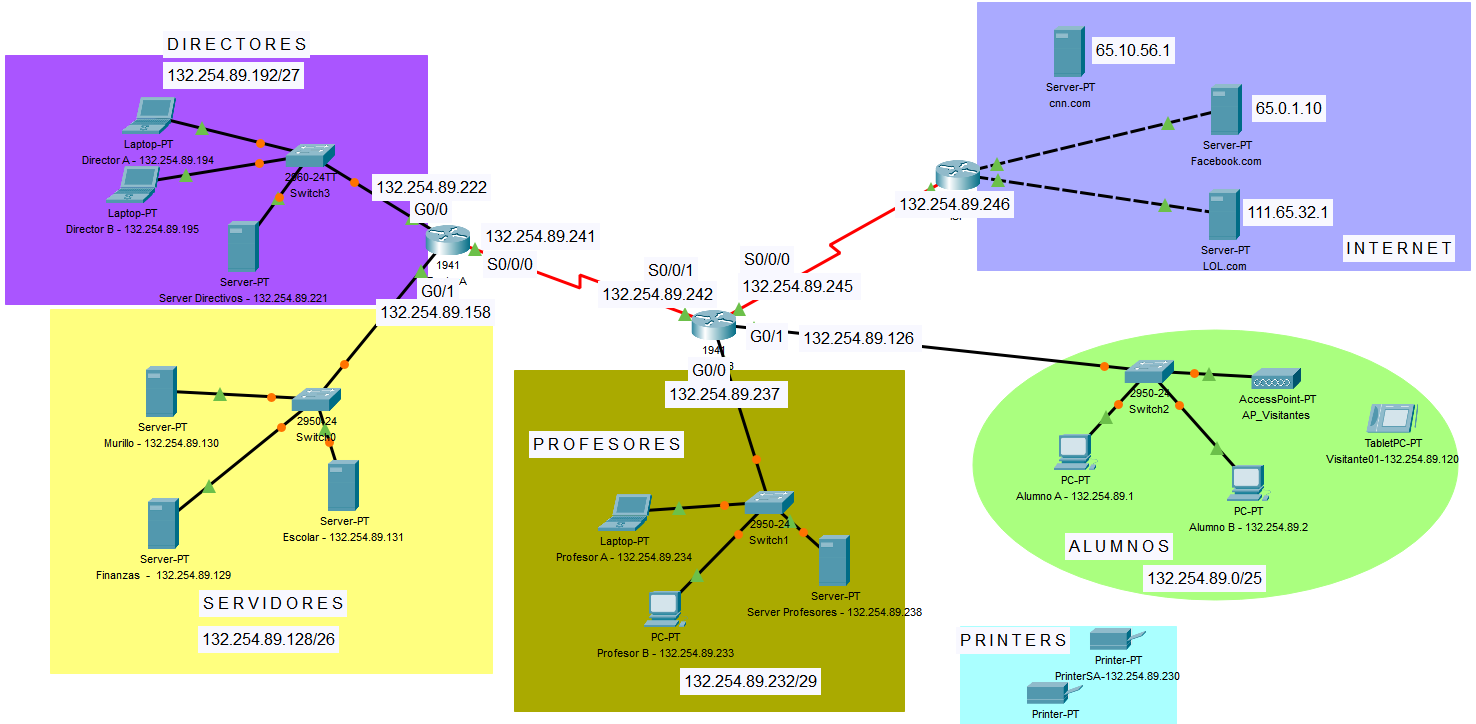 D I R E C T O R E S
132.254.89.192/27
Laptop-PT
Director A - 132.254.89.194
Laptop-PT
Director B - 132.254.89.195
2960-24TT
Switch3
Server-PT
Server Directivos - 132.254.89.221
132.254.89.222
G0/0
1941
A
132.254.89.241
S0/0/0
G0/1
132.254.89.158
Server-PT
Murillo - 132.254.89.130
2950-24
Switch0
Server-PT
Escolar - 132.254.89.131
Server-PT
Finanzas - 132.254.89.129
S E R V I D O R E S
132.254.89.128/26
S0/0/1
132.254.89.242
S0/0/0
132.254.89.245
1941
G0/1
132.254.89.126
G0/0
132.254.89.237
P R O F E S O R E S
2950-24
Switch1
Laptop-PT
Profesor A - 132.254.89.234
Server-PT
Server Profesores - 132.254.89.238
PC-PT
Profesor B - 132.254.89.233
132.254.89.232/29
65.10.56.1
Server-PT
cnn.com
65.0.1.10
Server-PT
Facebook.com
132.254.89.246
111.65.32.1
Server-PT
LOL.com
I N T E R N E T
2950-24
Switch2
AccessPoint-PT
AP_Visitantes
TabletPC-PT
Visitante01-132.254.89.120
PC-PT
Alumno A - 132.254.89.1
PC-PT
Alumno B - 132.254.89.2
A L U M N O S
132.254.89.0/25
P R I N T E R S
Printer-PT
PrinterSA-132.254.89.230
Printer-PT